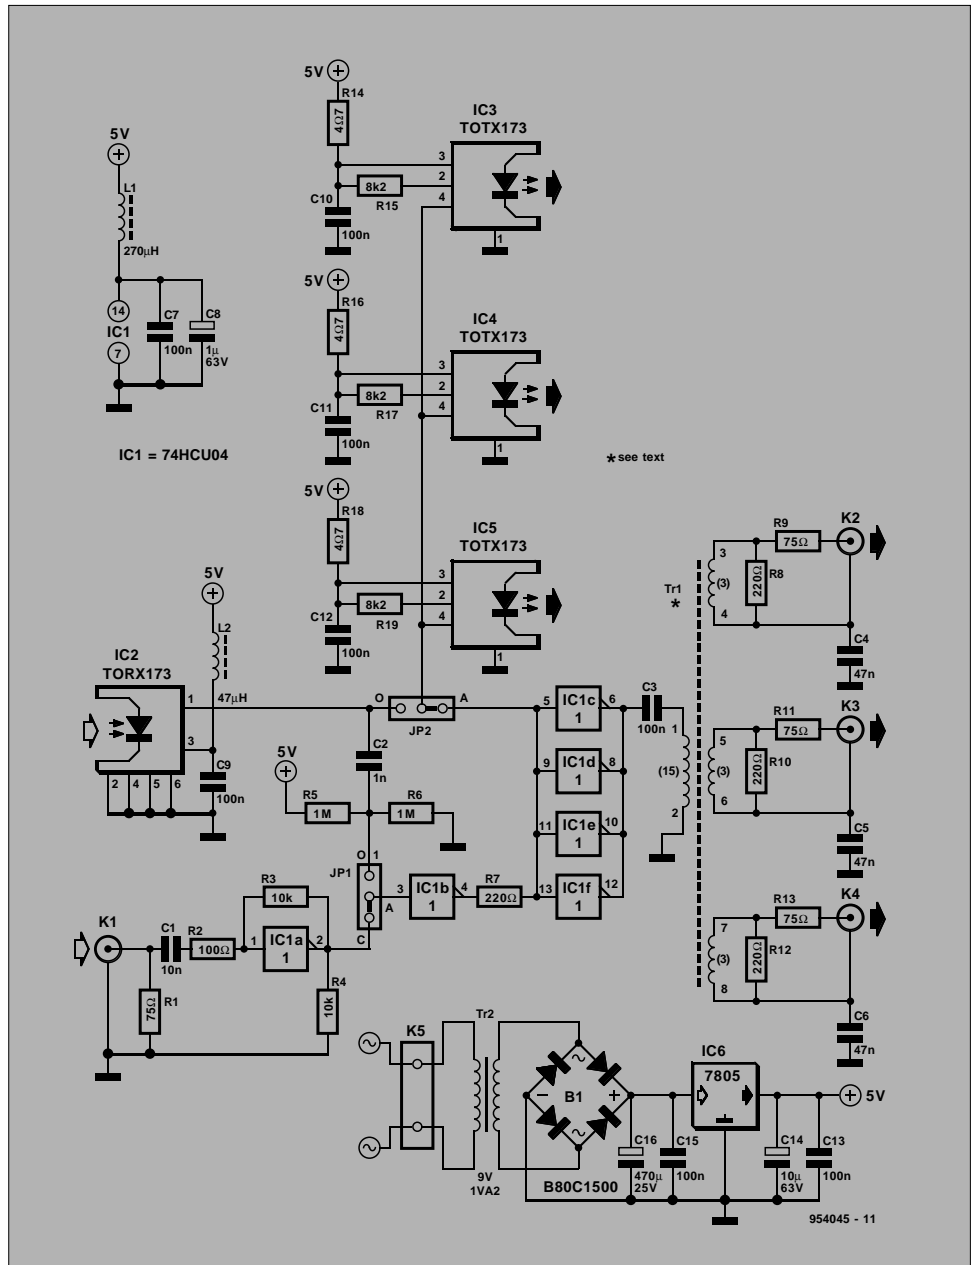 5V
R14
4Ω7
IC3
TOTX173
3
2
4
8k2
R15
C10
100n
1
5V
L1
270μH
14
IC1
7
C7
100n
C8
1μ
63V
IC1 = 74HCU04
5V
R16
4Ω7
IC4
TOTX173
3
2
4
8k2
R17
C11
100n
1
* see text
5V
R18
4Ω7
IC5
TOTX173
3
2
4
8k2
R19
C12
100n
1
5V
L2
47μH
IC2
TORX173
1
3
2 4 5 6
C9
100n
O
A
JP2
C2
1n
5V
R5
1M
R6
1M
O 1
JP1
A
C
3
IC1b
1
4
R7
220Ω
5
IC1c
1
6
9
IC1d
1
8
11
IC1e
1
10
13
IC1f
1
12
C3
100n
1
(15)
2
Tr1
*
3
(3)
4
R8
220Ω
R9
75Ω
K2
C4
47n
5
(3)
6
R10
220Ω
R11
75Ω
K3
C5
47n
7
(3)
8
R12
220Ω
R13
75Ω
K4
C6
47n
K1
C1
10n
R2
100Ω
R3
10k
1
IC1a
1
2
R1
75Ω
R4
10k
K5
Tr2
9V
1VA2
B1
B80C1500
C16
470μ
25V
C15
100n
IC6
7805
C14
10μ
63V
C13
100n
5V
954045 - 11